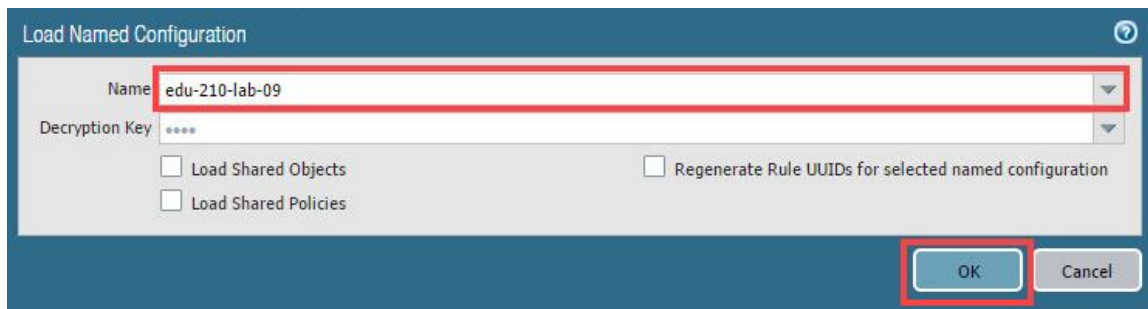 Load Named Configuration
Name edu-210-lab-09
Decryption Key ••••
Load Shared Objects Regenerate Rule UUIDs for selected named configuration
Load Shared Policies
OK Cancel